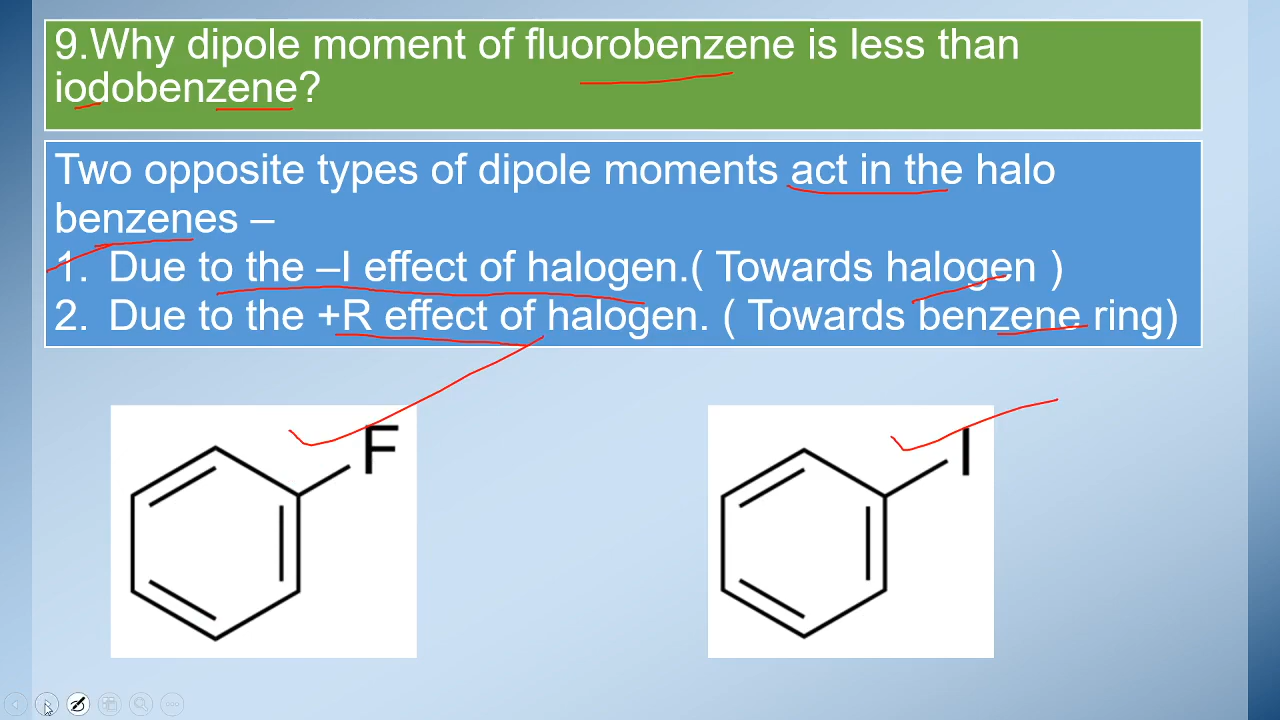 9.Why dipole moment of fluorobenzene is less than
iodobenzene?
Two opposite types of dipole moments act in the halo
benzenes –
1. Due to the –I effect of halogen.( Towards halogen )
2. Due to the +R effect of halogen. ( Towards benzene ring)
F
I